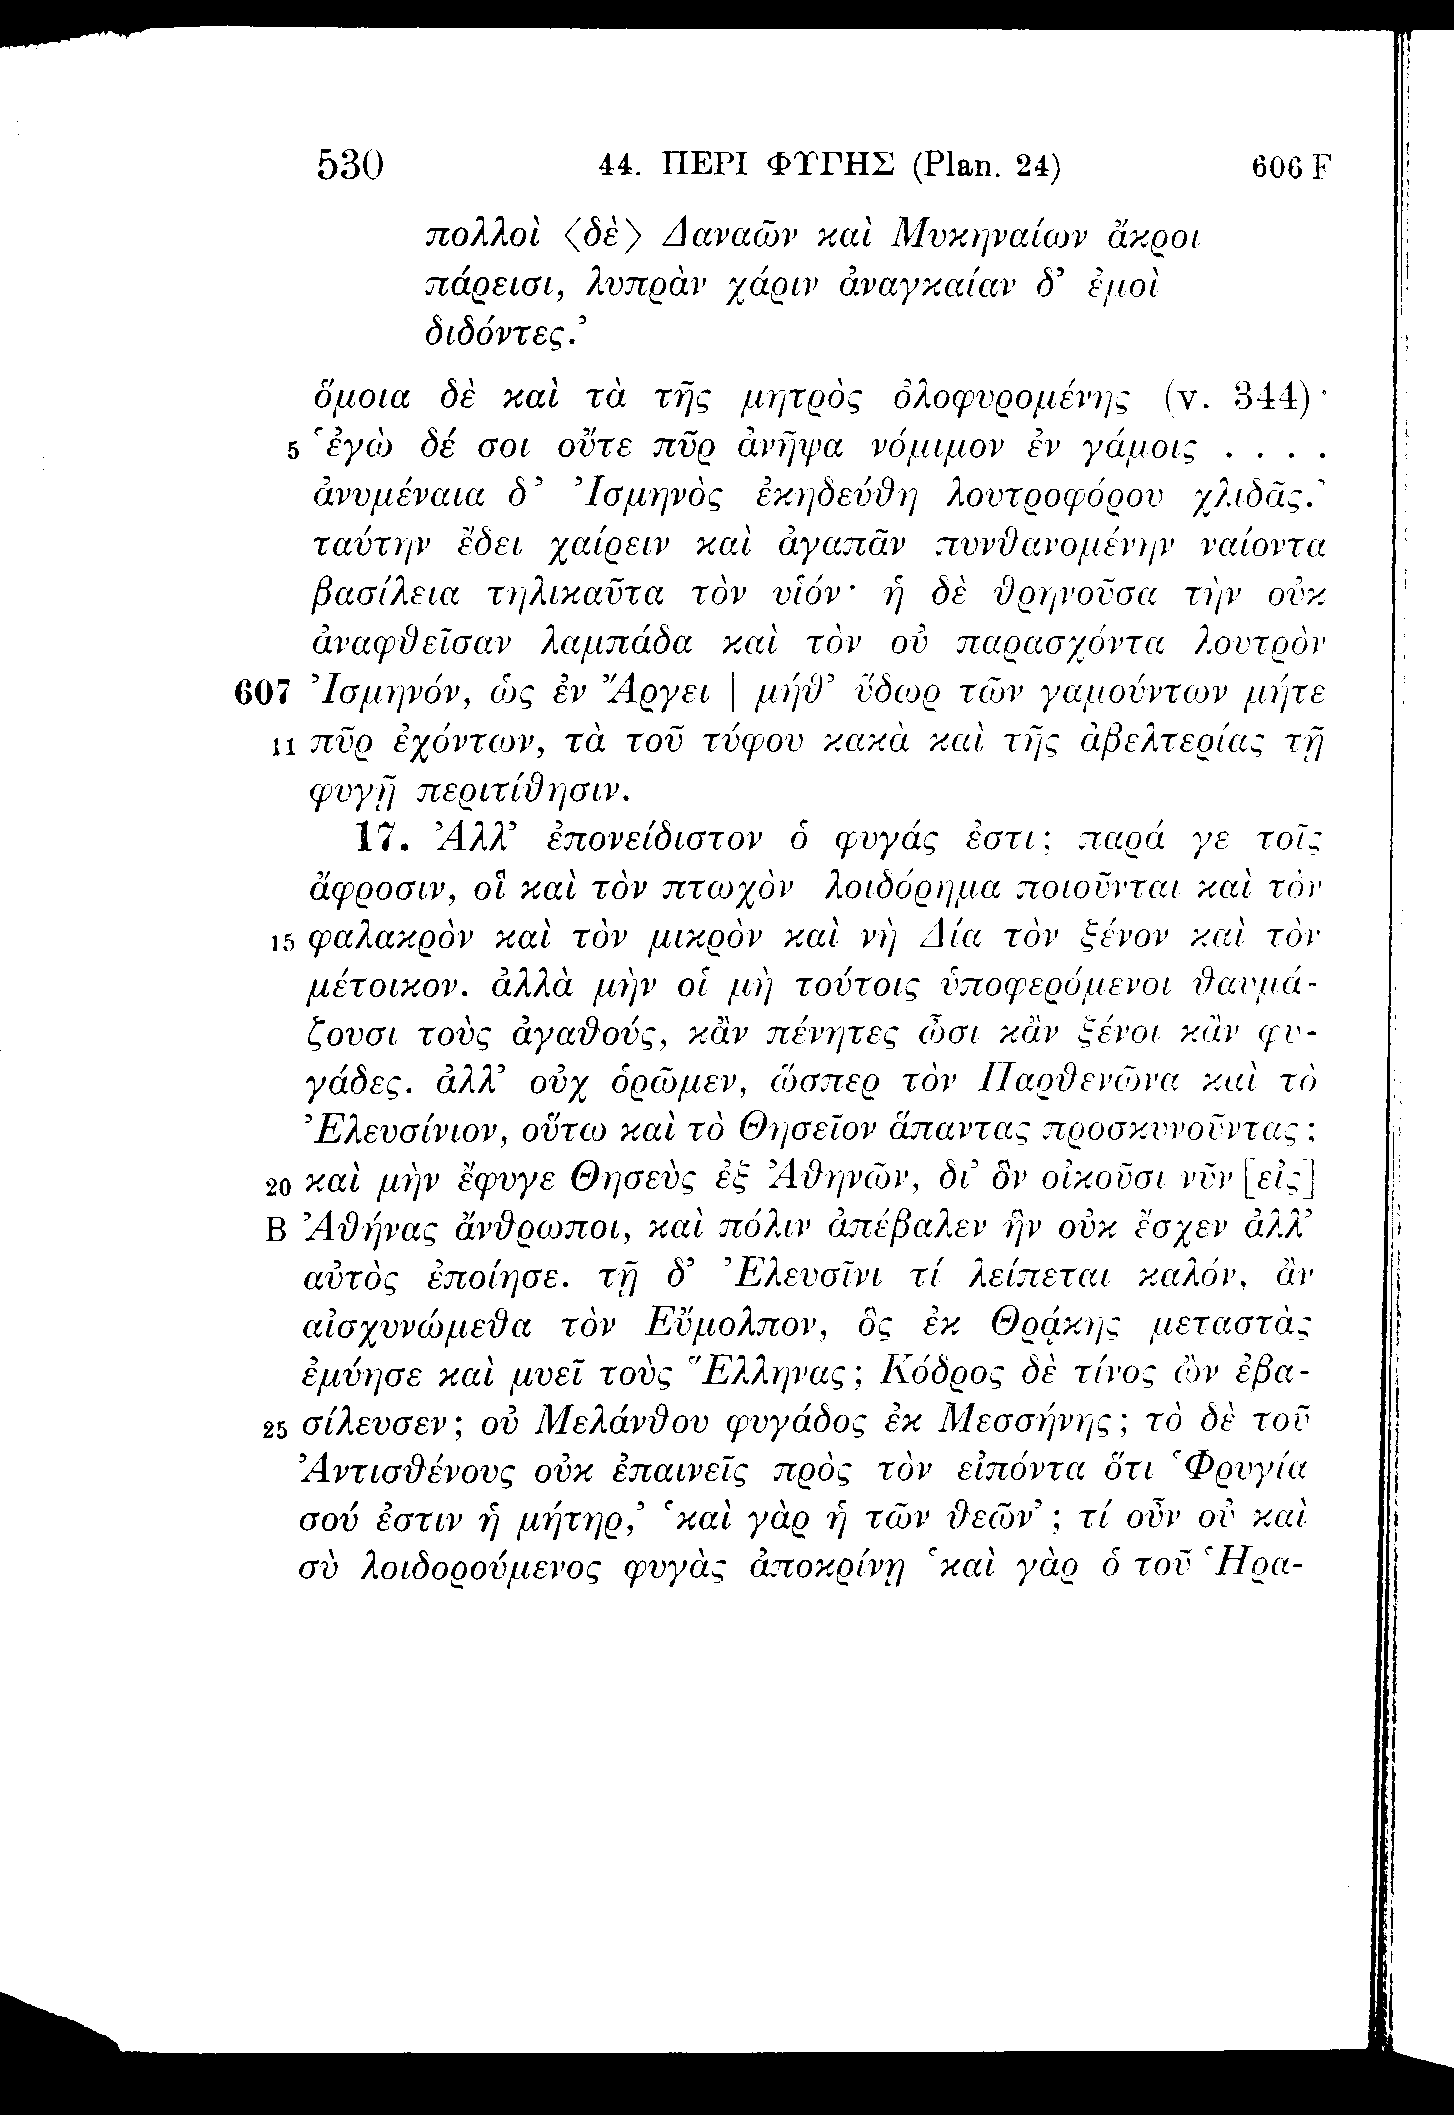 530 44. ΠΕΡΙ ΦΥΓΗΣ (Plan. 24) 606 F
πολλοὶ 〈δὲ〉 Δαναῶν καὶ Μυκηναίων ἄκροι
πάρεισι, λυπρὰν χάριν ἀναγκαίαν δ’ ἐμοὶ
διδόντες.’
ὅμοια δὲ καὶ τὰ τῆς μητρὸς ὀλοφυρομένης (v. 344)·
5 ‘ἐγὼ δέ σοι οὔτε πῦρ ἀνῆψα νόμιμον ἐν γάμοις . . . .
ἀνυμέναια δ’ Ἰσμηνὸς ἐκηδεύθη λουτροφόρου χλιδᾶς.’
ταύτην ἔδει χαίρειν καὶ ἀγαπᾶν πυνθανομένην ναίοντα
βασίλεια τηλικαῦτα τὸν υἱόν· ἡ δὲ θρηνοῦσα τὴν οὐκ
ἀναφθεῖσαν λαμπάδα καὶ τὸν οὐ παρασχόντα λουτρὸν
607 Ἰσμηνόν, ὡς ἐν Ἄργει | μήθ’ ὕδωρ τῶν γαμούντων μήτε
11 πῦρ ἐχόντων, τὰ τοῦ τύφου κακὰ καὶ τῆς ἀβελτερίας τῇ
φυγῇ περιτίθησιν.
17. Ἀλλ’ ἐπονείδιστον ὁ φυγάς ἐστι; παρά γε τοῖς
ἄφροσιν, οἳ καὶ τὸν πτωχὸν λοιδόρημα ποιοῦνται καὶ τὸν
15 φαλακρὸν καὶ τὸν μικρὸν καὶ νὴ Δία τὸν ξένον καὶ τὸν
μέτοικον. ἀλλὰ μὴν οἱ μὴ τούτοις ὑποφερόμενοι θαυμά-
ζουσι τοὺς ἀγαθούς, κἂν πένητες ὦσι κἂν ξένοι κἂν φυ-
γάδες. ἀλλ’ οὐχ ὁρῶμεν, ὥσπερ τὸν Παρθενῶνα καὶ τὸ
Ἐλευσίνιον, οὕτω καὶ τὸ Θησεῖον ἅπαντας προσκυνοῦντας;
20 καὶ μὴν ἔφυγε Θησεὺς ἐξ Ἀθηνῶν, δι’ ὃν οἰκοῦσι νῦν [εἰς]
B Ἀθήνας ἄνθρωποι, καὶ πόλιν ἀπέβαλεν ἣν οὐκ ἔσχεν ἀλλ’
αὐτὸς ἐποίησε. τῇ δ’ Ἐλευσῖνι τί λείπεται καλόν, ἂν
αἰσχυνώμεθα τὸν Εὔμολπον, ὃς ἐκ Θρᾴκης μεταστὰς
ἐμύησε καὶ μυεῖ τοὺς Ἕλληνας; Κόδρος δὲ τίνος ὢν ἐβα-
25 σίλευσεν; οὐ Μελάνθου φυγάδος ἐκ Μεσσήνης; τὸ δὲ τοῦ
Ἀντισθένους οὐκ ἐπαινεῖς πρὸς τὸν εἰπόντα ὅτι ‘Φρυγία
σού ἐστιν ἡ μήτηρ,’ ‘καὶ γὰρ ἡ τῶν θεῶν’; τί οὖν οὐ καὶ
σὺ λοιδορούμενος φυγὰς ἀποκρίνῃ ‘καὶ γὰρ ὁ τοῦ Ἡρα-